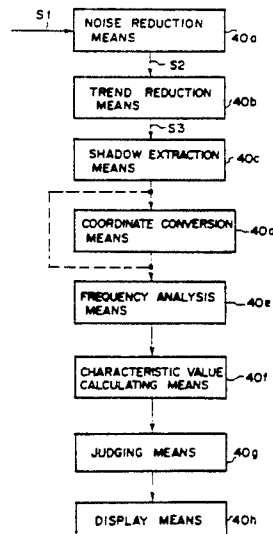 S1
NOISE REDUCTION
MEANS
40a
S2
TREND REDUCTION
MEANS
40b
S3
SHADOW EXTRACTION
MEANS
40c
COORDINATE CONVERSION
MEANS
40d
FREQUENCY ANALYSIS
MEANS
40e
CHARACTERISTIC VALUE
CALCULATING MEANS
40f
JUDGING MEANS
40g
DISPLAY MEANS
40h